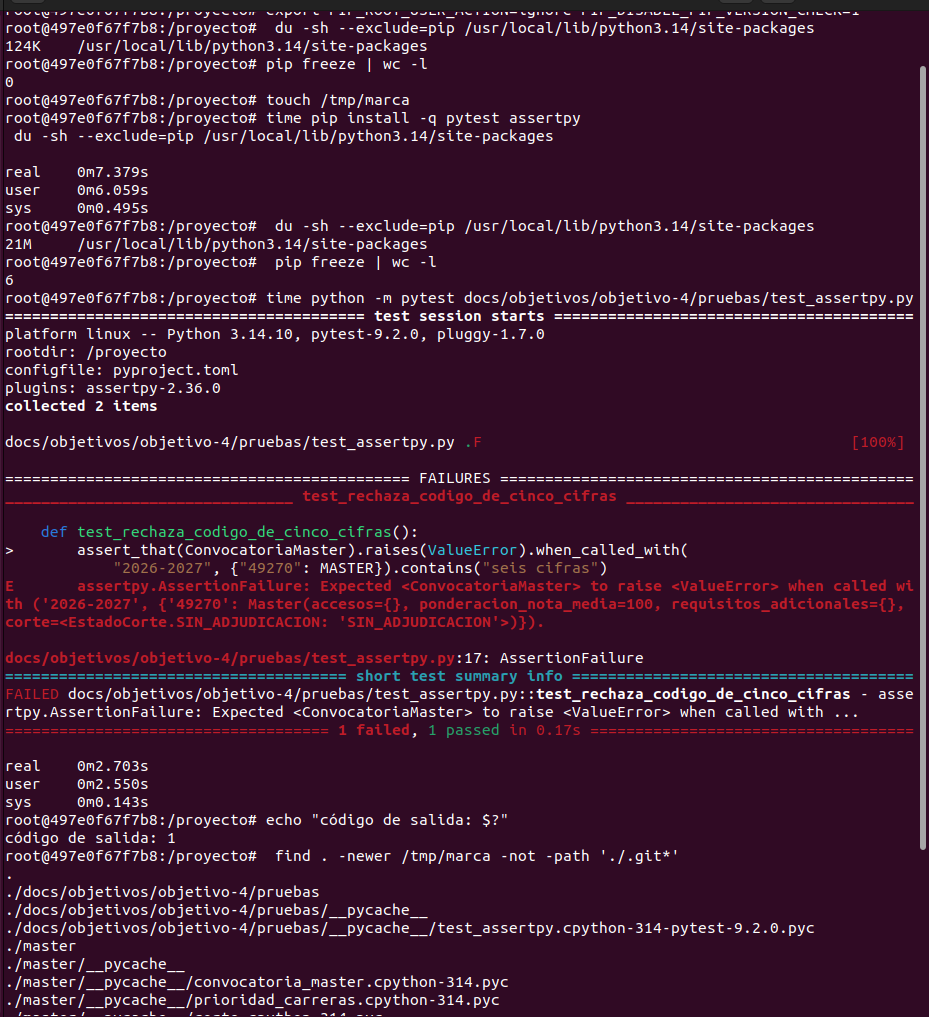 root@497e0f67f7b8:/proyecto# export PIP_ROOT_USER_ACTION=ignore PIP_DISABLE_PIP_VERSION_CHECK=1
root@497e0f67f7b8:/proyecto#  du -sh --exclude=pip /usr/local/lib/python3.14/site-packages
124K    /usr/local/lib/python3.14/site-packages
root@497e0f67f7b8:/proyecto# pip freeze | wc -l
0
root@497e0f67f7b8:/proyecto# touch /tmp/marca
root@497e0f67f7b8:/proyecto# time pip install -q pytest assertpy
 du -sh --exclude=pip /usr/local/lib/python3.14/site-packages
real    0m7.379s
user    0m6.059s
sys     0m0.495s
root@497e0f67f7b8:/proyecto#  du -sh --exclude=pip /usr/local/lib/python3.14/site-packages
21M     /usr/local/lib/python3.14/site-packages
root@497e0f67f7b8:/proyecto#  pip freeze | wc -l
6
root@497e0f67f7b8:/proyecto# time python -m pytest docs/objetivos/objetivo-4/pruebas/test_assertpy.py
======================================== test session starts ========================================
platform linux -- Python 3.14.10, pytest-9.2.0, pluggy-1.7.0
rootdir: /proyecto
configfile: pyproject.toml
plugins: assertpy-2.36.0
collected 2 items
docs/objetivos/objetivo-4/pruebas/test_assertpy.py .F                                         [100%]
============================================= FAILURES ==============================================
________________________________ test_rechaza_codigo_de_cinco_cifras ________________________________
    def test_rechaza_codigo_de_cinco_cifras():
>       assert_that(ConvocatoriaMaster).raises(ValueError).when_called_with(
            "2026-2027", {"49270": MASTER}).contains("seis cifras")
E       assertpy.AssertionFailure: Expected <ConvocatoriaMaster> to raise <ValueError> when called wi
th ('2026-2027', {'49270': Master(accesos={}, ponderacion_nota_media=100, requisitos_adicionales={},
corte=<EstadoCorte.SIN_ADJUDICACION: 'SIN_ADJUDICACION'>)}).
docs/objetivos/objetivo-4/pruebas/test_assertpy.py:17: AssertionFailure
====================================== short test summary info ======================================
FAILED docs/objetivos/objetivo-4/pruebas/test_assertpy.py::test_rechaza_codigo_de_cinco_cifras - asse
rtpy.AssertionFailure: Expected <ConvocatoriaMaster> to raise <ValueError> when called with ...
==================================== 1 failed, 1 passed in 0.17s ====================================
real    0m2.703s
user    0m2.550s
sys     0m0.143s
root@497e0f67f7b8:/proyecto# echo "código de salida: $?"
código de salida: 1
root@497e0f67f7b8:/proyecto#  find . -newer /tmp/marca -not -path './.git*'
.
./docs/objetivos/objetivo-4/pruebas
./docs/objetivos/objetivo-4/pruebas/__pycache__
./docs/objetivos/objetivo-4/pruebas/__pycache__/test_assertpy.cpython-314-pytest-9.2.0.pyc
./master
./master/__pycache__
./master/__pycache__/convocatoria_master.cpython-314.pyc
./master/__pycache__/prioridad_carreras.cpython-314.pyc